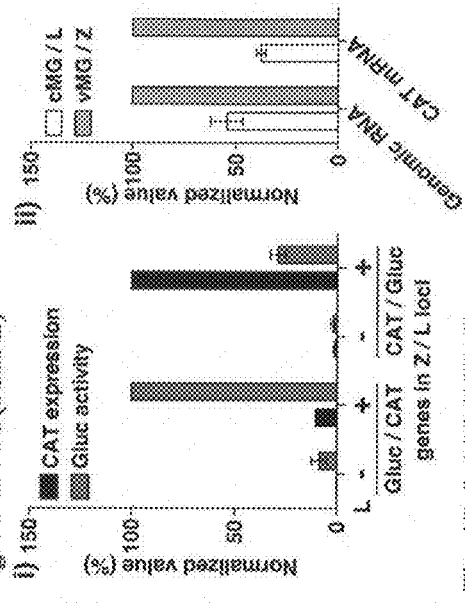 i)
150
100
50
0
Normalized value
(%)
CAT expression
Gluc activity
L - + - +
Gluc / CAT CAT / Gluc
genes in Z / L loci
ii)
150
100
50
0
Normalized value
(%)
cMG / L
vMG / Z
Genomic RNA
CAT mRNA